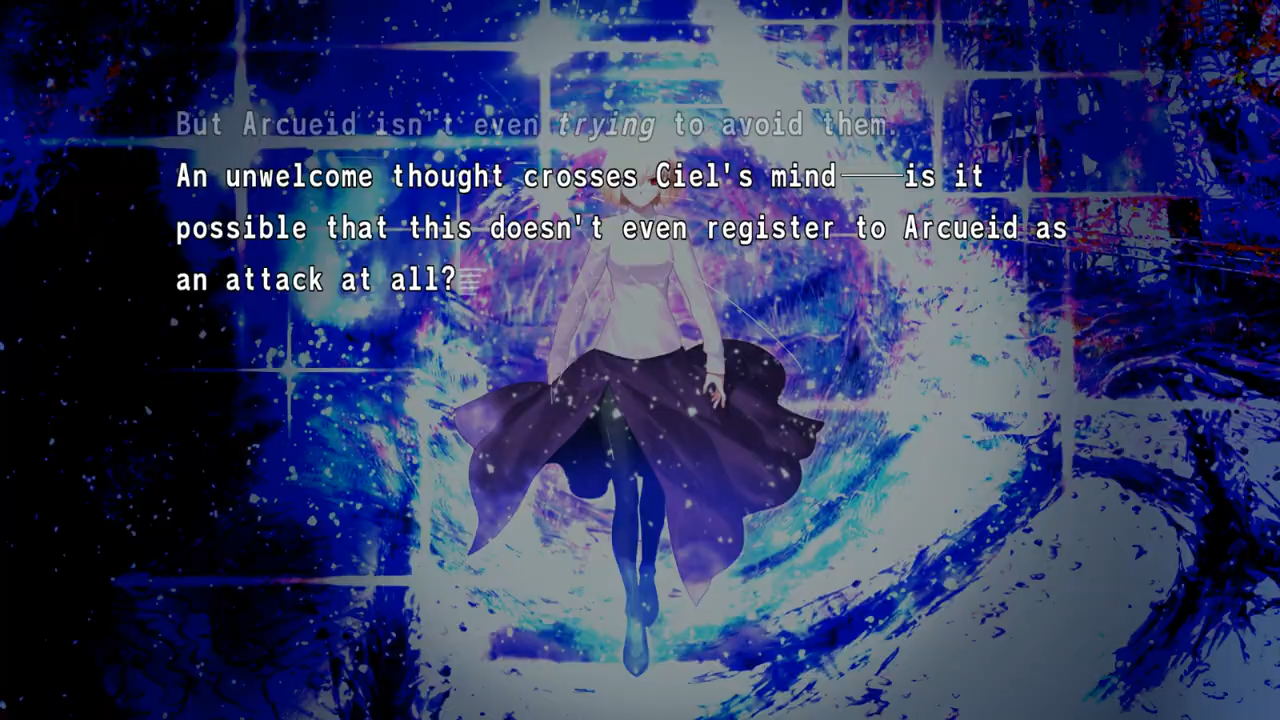 But Arcueid isn't even trying to avoid them.
An unwelcome thought crosses Ciel's mind──is it
possible that this doesn't even register to Arcueid as
an attack at all?